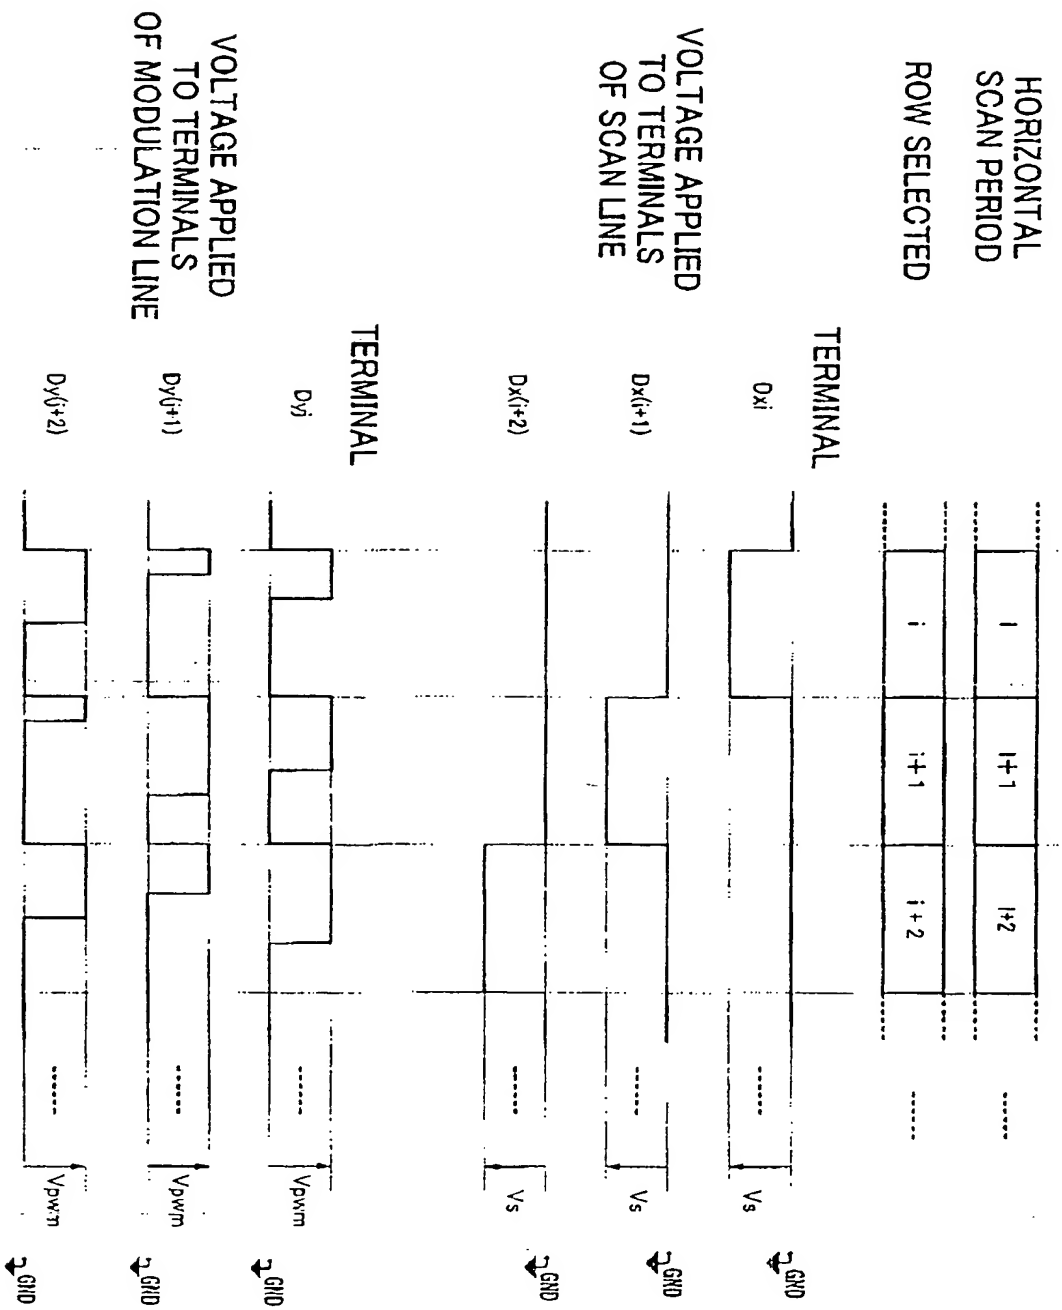 HORIZONTAL
SCAN PERIOD
I
I+1
I+2
ROW SELECTED
i
i+1
i+2
TERMINAL
VOLTAGE APPLIED
TO TERMINALS
OF SCAN LINE
Dxi
Vs
GND
Dx(i+1)
Vs
GND
Dx(i+2)
Vs
GND
TERMINAL
VOLTAGE APPLIED
TO TERMINALS
OF MODULATION LINE
Dyj
Vpwm
GND
Dy(j+1)
Vpwm
GND
Dy(j+2)
Vpwm
GND